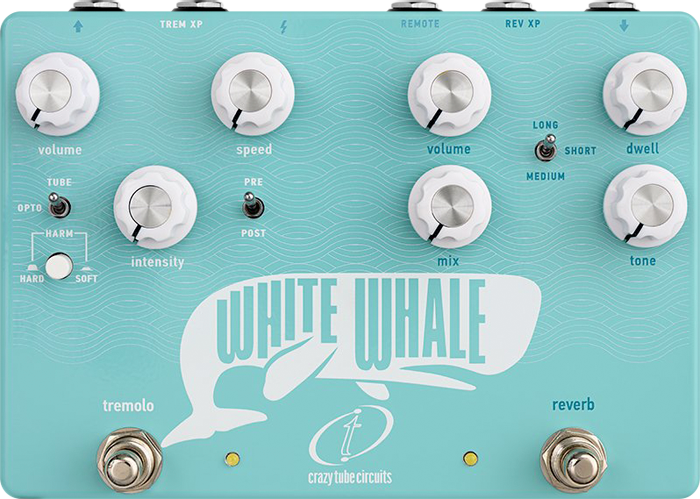 TREM XP
REMOTE
REV XP
volume
speed
volume
LONG
SHORT
MEDIUM
dwell
TUBE
OPTO
PRE
POST
HARM
HARD
SOFT
intensity
mix
tone
WHITE WHALE
tremolo
reverb
crazy tube circuits